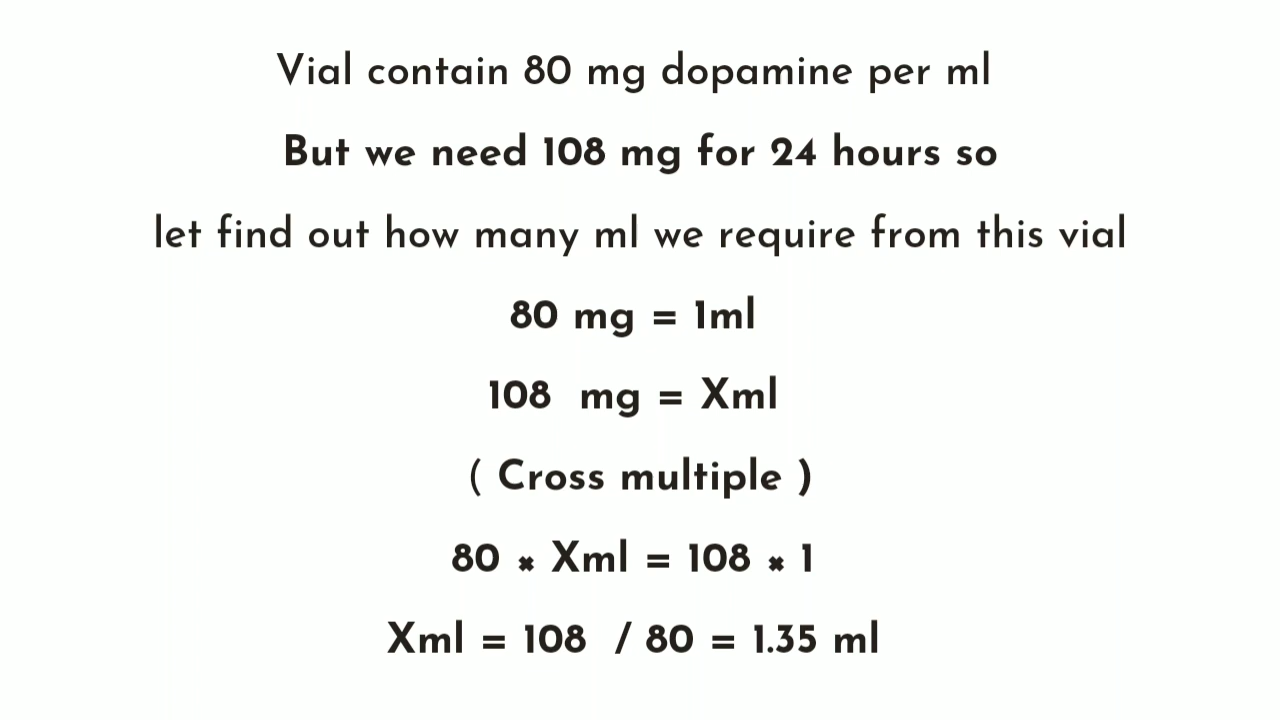 Vial contain 80 mg dopamine per ml
But we need 108 mg for 24 hours so
let find out how many ml we require from this vial
80 mg = 1ml
108 mg = Xml
( Cross multiple )
80 * Xml = 108 * 1
Xml = 108 / 80 = 1.35 ml